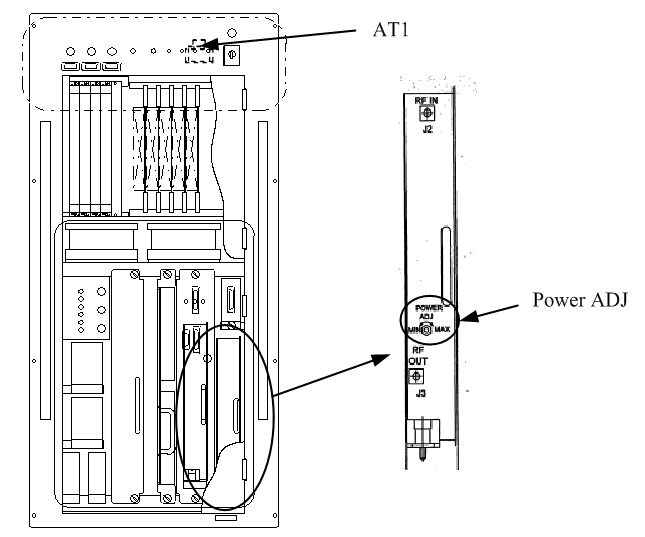 AT1
RF IN
J2
Power ADJ
POWER
ADJ
MIN MAX
RF
OUT
J3